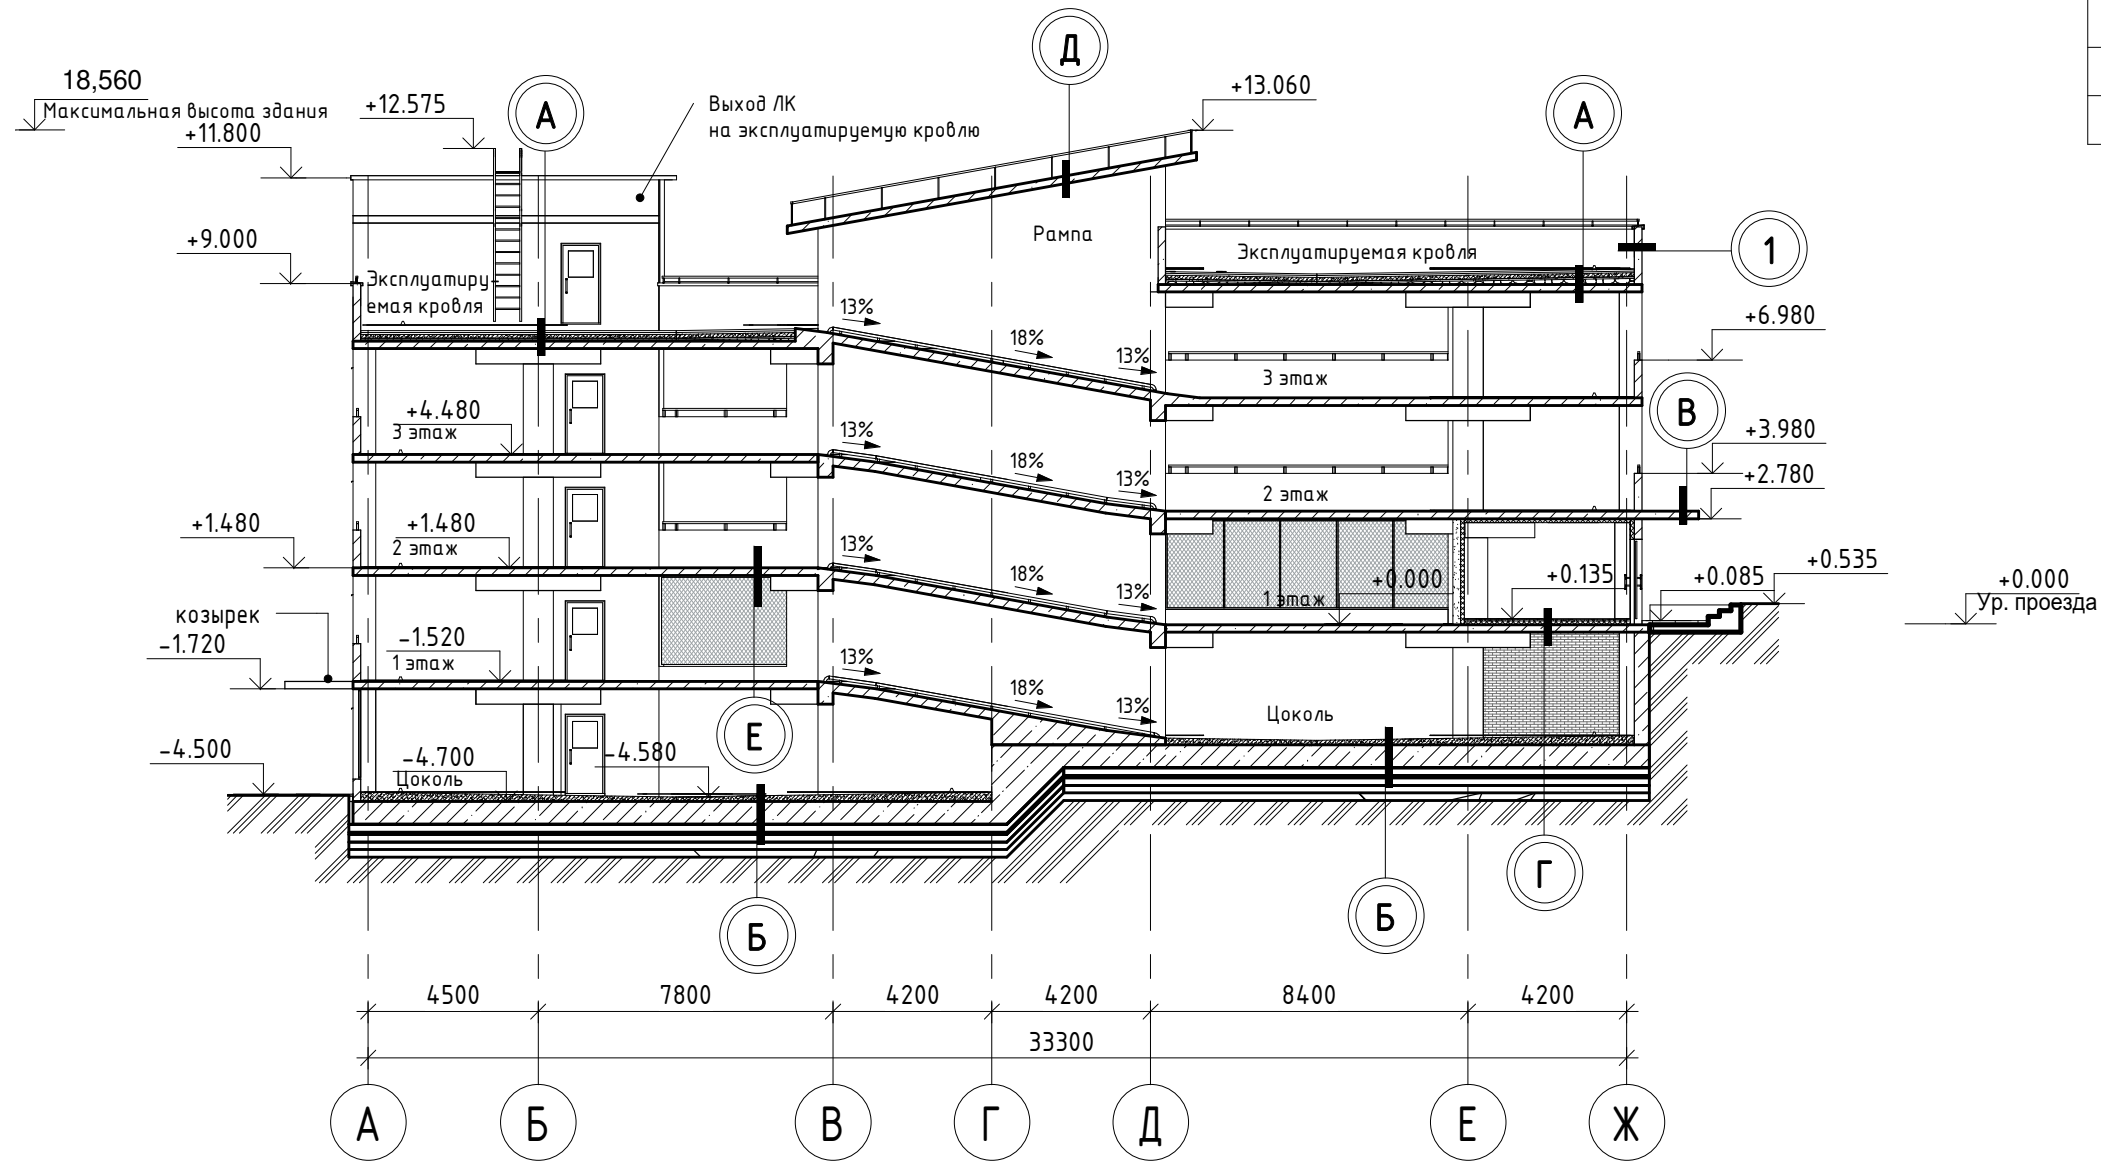 Д
18,560
Максимальная высота здания
+11.800
+12.575
А
Выход ЛК
на эксплуатируемую кровлю
+13.060
А
+9.000
Эксплуатиру-
емая кровля
Рампа
Эксплуатируемая кровля
1
13%
18%
13%
3 этаж
+6.980
+4.480
3 этаж
13%
18%
13%
2 этаж
В
+3.980
+2.780
+1.480
+1.480
2 этаж
13%
18%
13%
+0.000
1 этаж
+0.135
+0.085
+0.535
+0.000
Ур. проезда
козырек
-1.720
-1.520
1 этаж
13%
18%
13%
Цоколь
Е
-4.500
-4.700
Цоколь
-4.580
Б
Б
Г
4500
7800
4200
4200
8400
4200
33300
А
Б
В
Г
Д
Е
Ж